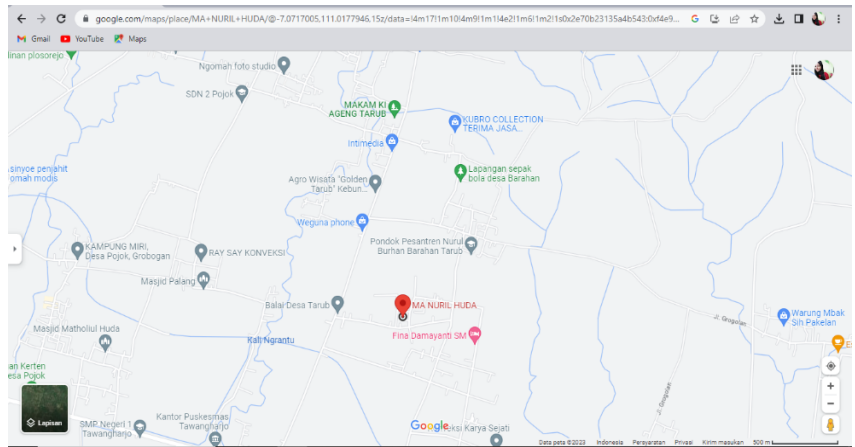 google.com/maps/place/MA+NURIL+HUDA/@-7.0717005,111.0177946,15z/data=!4m17!1m10!4m9!1m1!4e2!1m6!1m2!1s0x2e70b23135a4b543:0xf4e9...
Gmail YouTube Maps
Ngomah foto studio
SDN 2 Pojok
MAKAM KI
AGENG TARUB
KUBRO COLLECTION
TERIMA JASA...
Intimedia
sinyoe penjahit
omah modis
Lapangan sepak
bola desa Barahan
Agro Wisata "Golden
Tarub" Kebun...
Weguna phone
KAMPUNG MIRI,
Desa Pojok, Grobogan
RAY SAY KONVEKSI
Pondok Pesantren Nurul
Burhan Barahan Tarub
Masjid Palang
Balai Desa Tarub
MA NURIL HUDA
Masjid Matholiul Huda
Kali Ngrantu
Fina Damayanti SM
Jl. Grogolan
Warung Mbak
Sih Pakelan
an Kerten
esa Pojok
Jl. Grogolan
Lapisan
SMP Negeri 1
Tawangharjo
Kantor Puskesmas
Tawangharjo
Google
eksi Karya Sejati
Data peta ©2023 Indonesia Persyaratan Privasi Kirim masukan 500 m